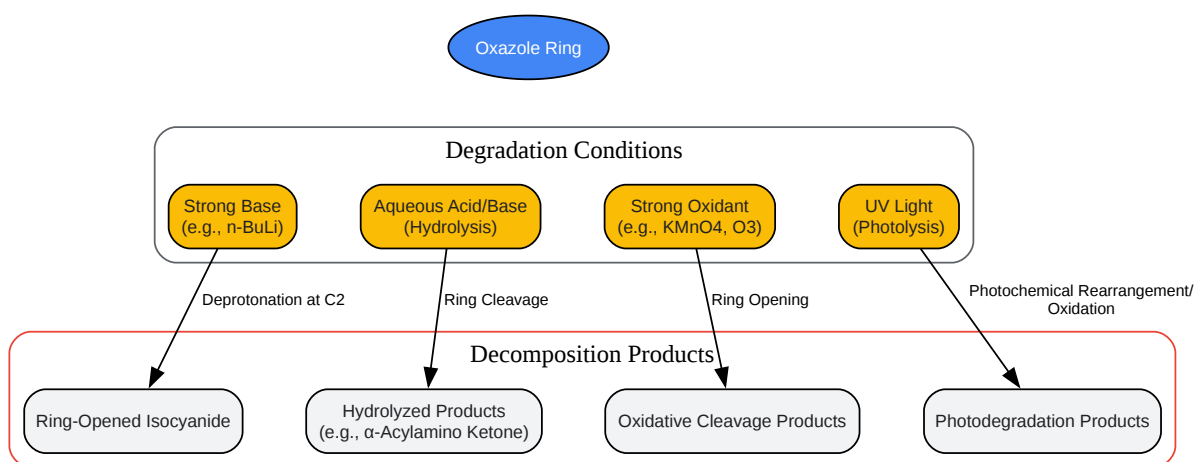 Oxazole Ring
Degradation Conditions
Strong Base
(e.g., n-BuLi)
Aqueous Acid/Base
(Hydrolysis)
Strong Oxidant
(e.g., KMnO4, O3)
UV Light
(Photolysis)
Deprotonation at C2
Ring Cleavage
Ring Opening
Photochemical Rearrangement/
Oxidation
Decomposition Products
Ring-Opened Isocyanide
Hydrolyzed Products
(e.g., α-Acylamino Ketone)
Oxidative Cleavage Products
Photodegradation Products